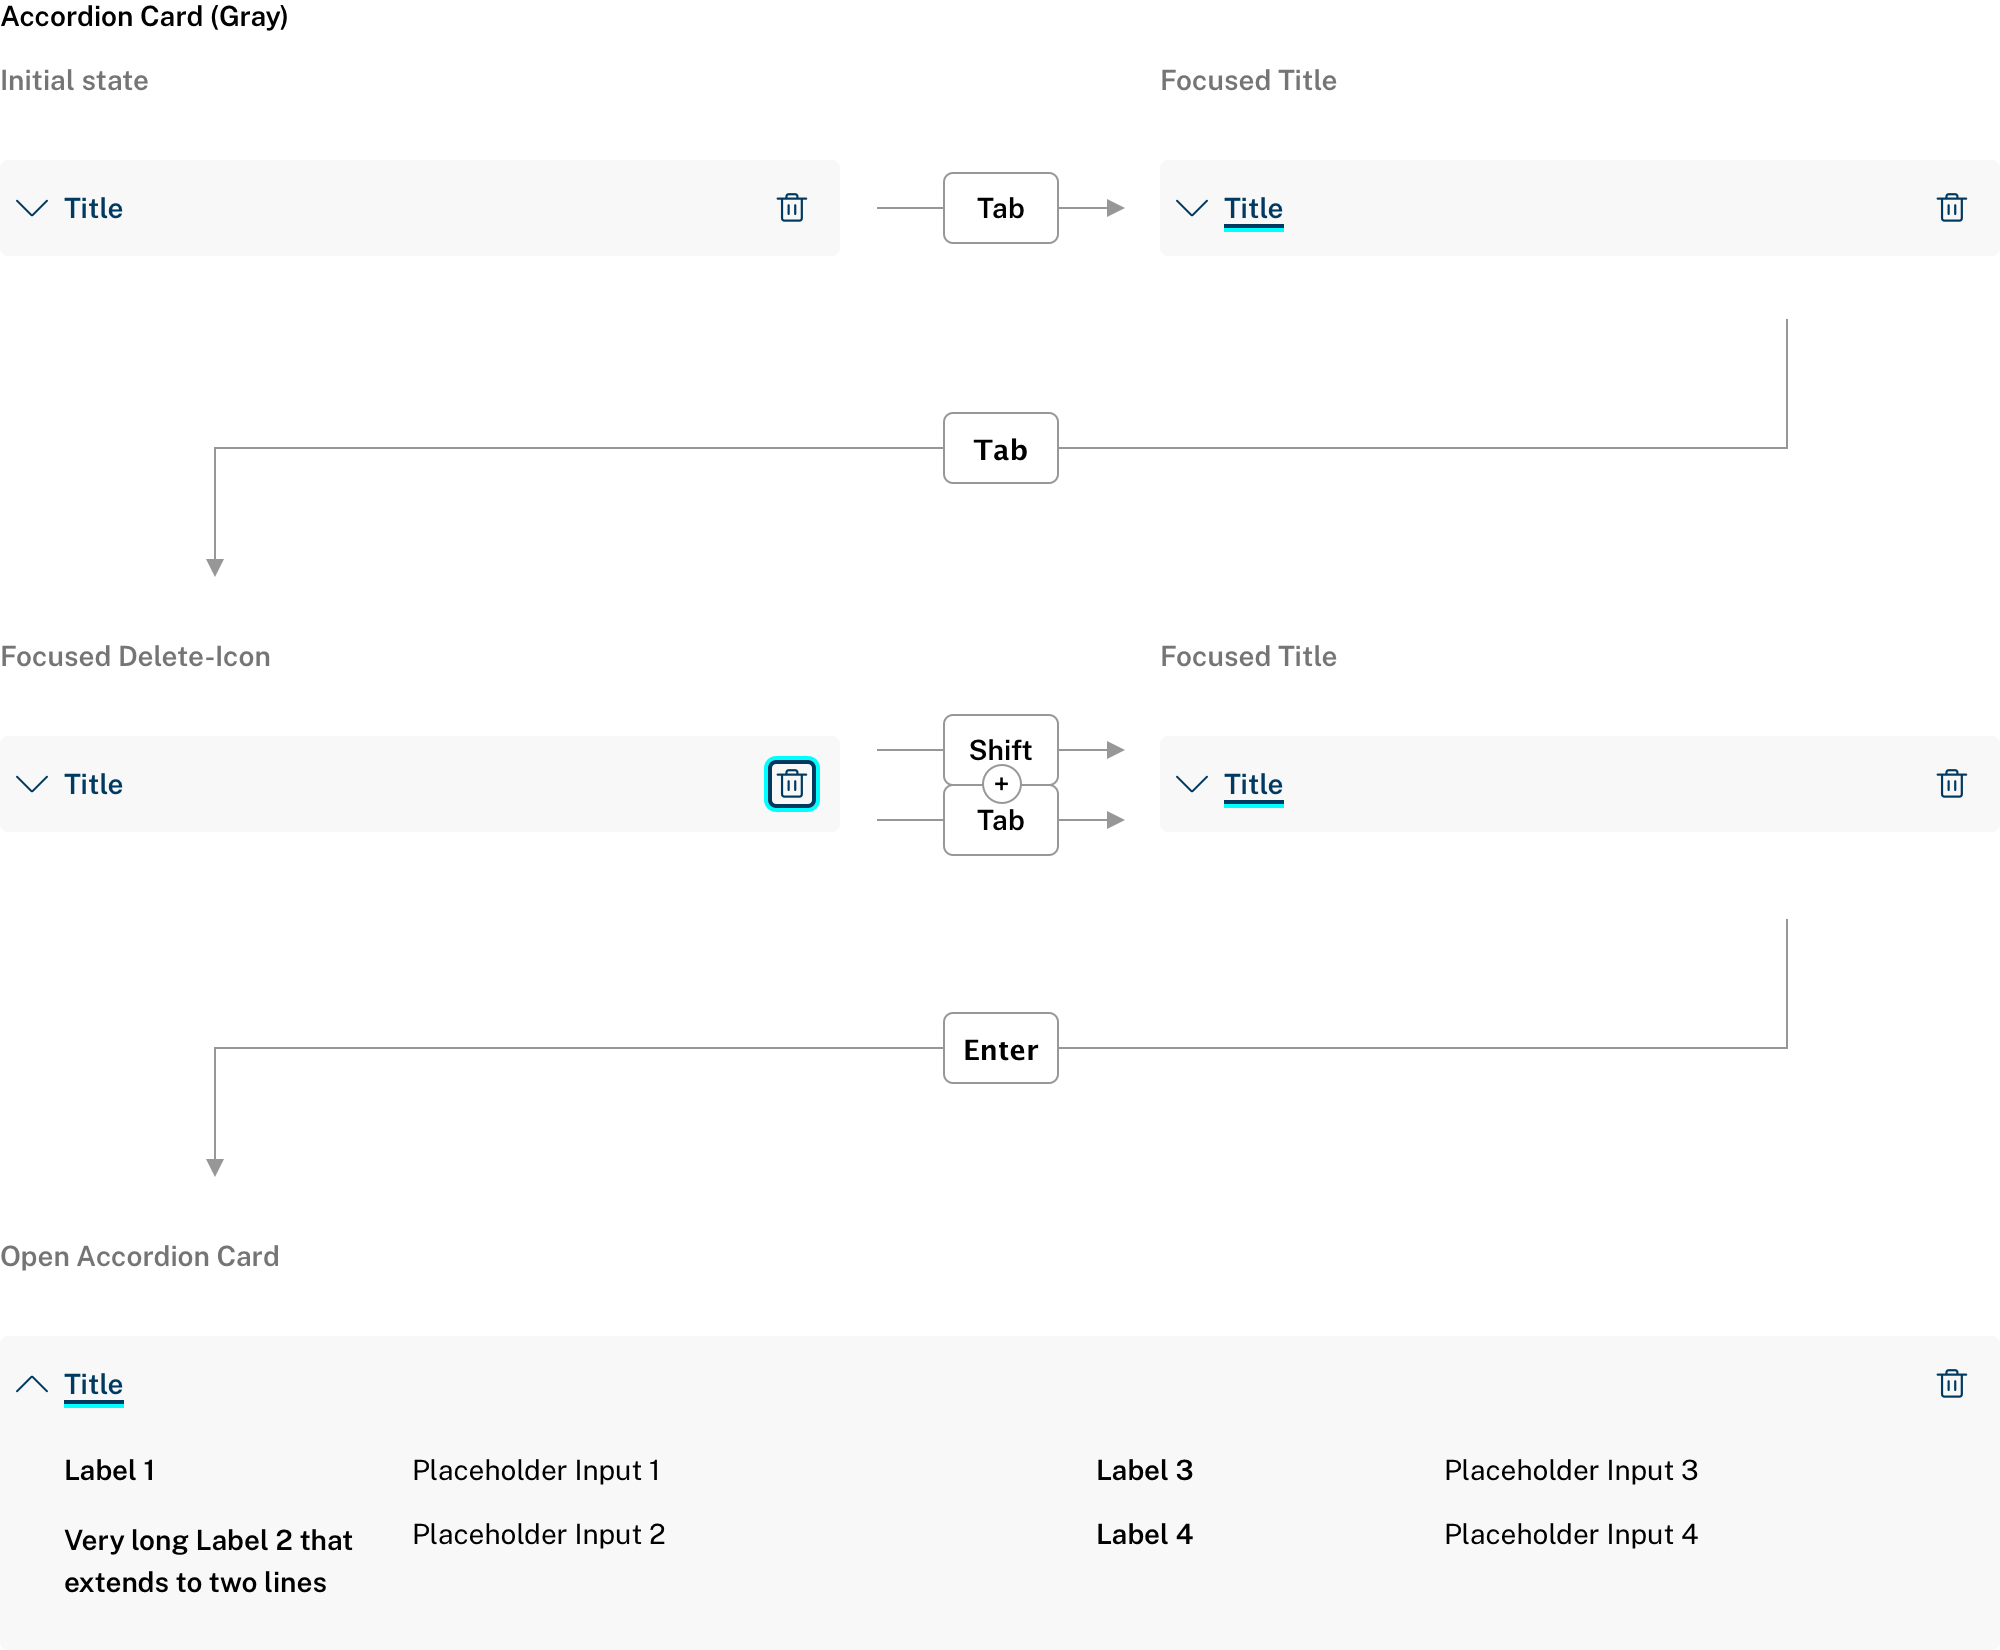 Accordion Card (Gray)
Initial state
Focused Title
Title
Tab
Title
Tab
Focused Delete-Icon
Focused Title
Title
Shift
+
Tab
Title
Enter
Open Accordion Card
Title
Label 1
Placeholder Input 1
Label 3
Placeholder Input 3
Very long Label 2 that
extends to two lines
Placeholder Input 2
Label 4
Placeholder Input 4